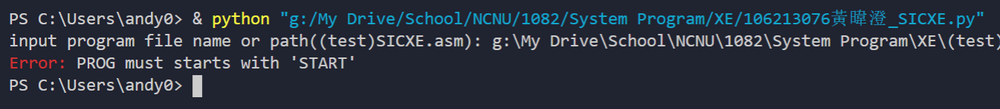 PS C:\Users\andy0> & python "g:/My Drive/School/NCNU/1082/System Program/XE/106213076黃暐澄_SICXE.py"
input program file name or path((test)SICXE.asm): g:\My Drive\School\NCNU\1082\System Program\XE\(test)
Error: PROG must starts with 'START'
PS C:\Users\andy0>